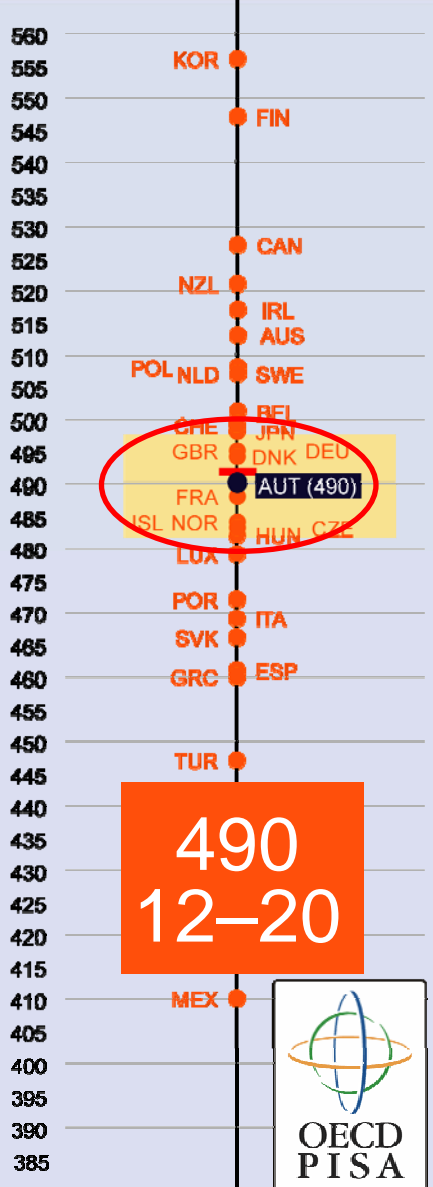 560
KOR
555
550
FIN
545
540
535
530
CAN
525
NZL
520
IRL
515
AUS
510
POL NLD SWE
505
500
BEL
CHE JPN
495
GBR DNK DEU
490
AUT (490)
FRA
485
ISL NOR HUN CZE
480
LUX
475
POR
470
ITA
SVK
465
GRC ESP
460
455
450
TUR
445
440
435
430
425
420
415
490
12–20
MEX
410
405
400
395
390
385
OECD
PISA